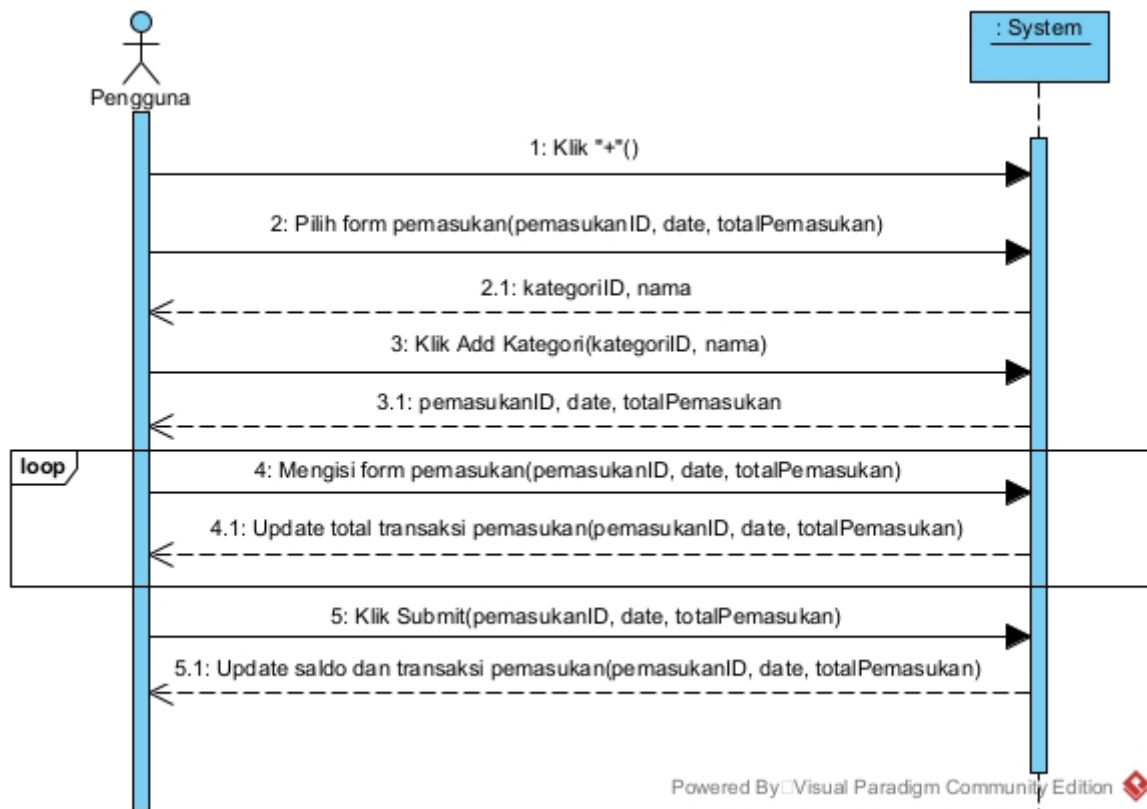 : System
Pengguna
1: Klik "+"()
2: Pilih form pemasukan(pemasukanID, date, totalPemasukan)
2.1: kategoriID, nama
3: Klik Add Kategori(kategoriID, nama)
3.1: pemasukanID, date, totalPemasukan
loop
4: Mengisi form pemasukan(pemasukanID, date, totalPemasukan)
4.1: Update total transaksi pemasukan(pemasukanID, date, totalPemasukan)
5: Klik Submit(pemasukanID, date, totalPemasukan)
5.1: Update saldo dan transaksi pemasukan(pemasukanID, date, totalPemasukan)
Powered By Visual Paradigm Community Edition